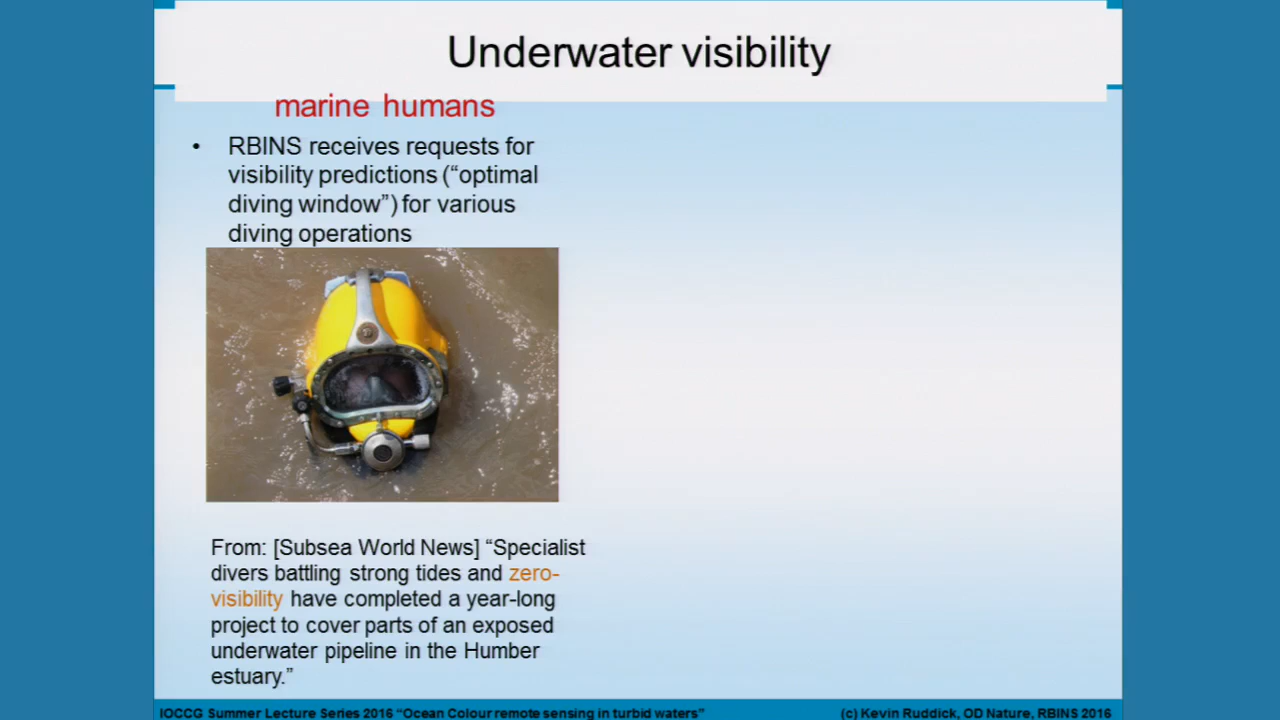 Underwater visibility
marine humans
• RBINS receives requests for
visibility predictions (“optimal
diving window”) for various
diving operations
From: [Subsea World News] “Specialist
divers battling strong tides and zero-
visibility have completed a year-long
project to cover parts of an exposed
underwater pipeline in the Humber
estuary.”
IOCCG Summer Lecture Series 2016 “Ocean Colour remote sensing in turbid waters”
(c) Kevin Ruddick, OD Nature, RBINS 2016